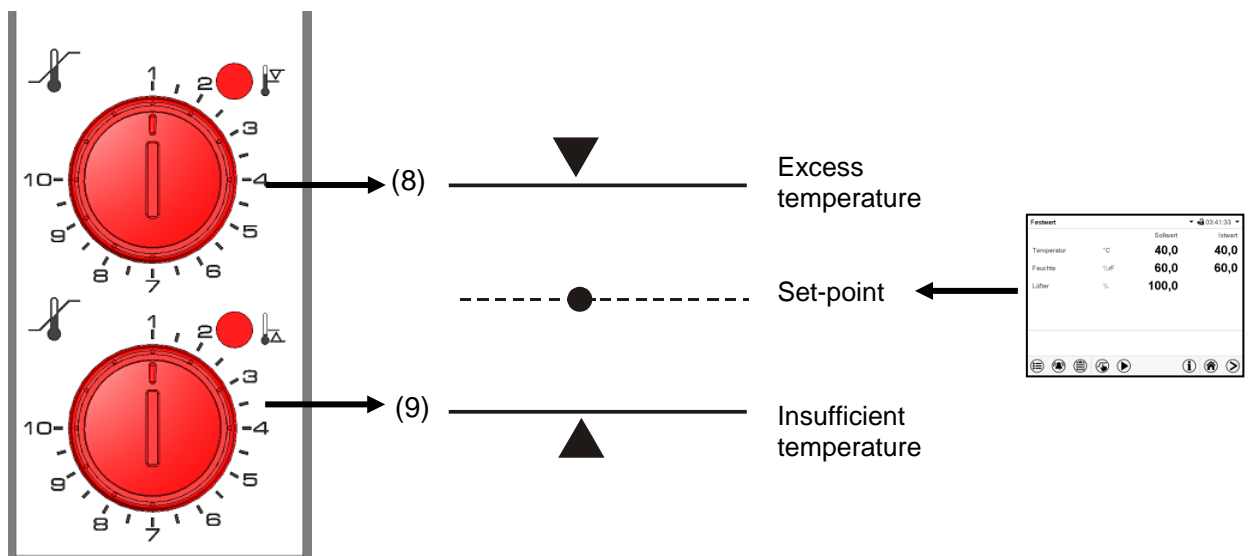 1
2
3
4
5
6
7
8
9
10
(8)
Excess
temperature
1
2
3
4
5
6
7
8
9
10
(9)
Set-point
Insufficient
temperature
Festwert 03:41:33
Sollwert Istwert
Temperatur °C 40,0 40,0
Feuchte %rF 60,0 60,0
Lüfter % 100,0